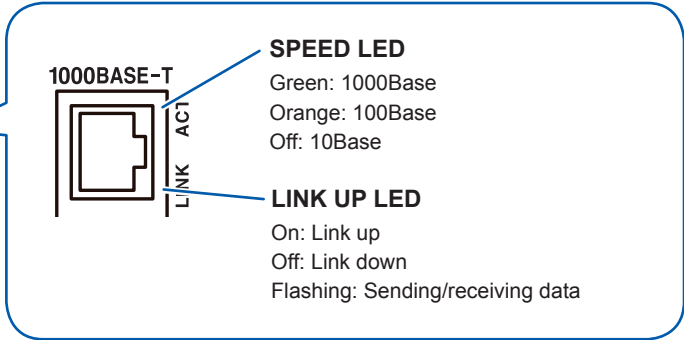 1000BASE-T
ACT
LINK
SPEED LED
Green: 1000Base
Orange: 100Base
Off: 10Base
LINK UP LED
On: Link up
Off: Link down
Flashing: Sending/receiving data